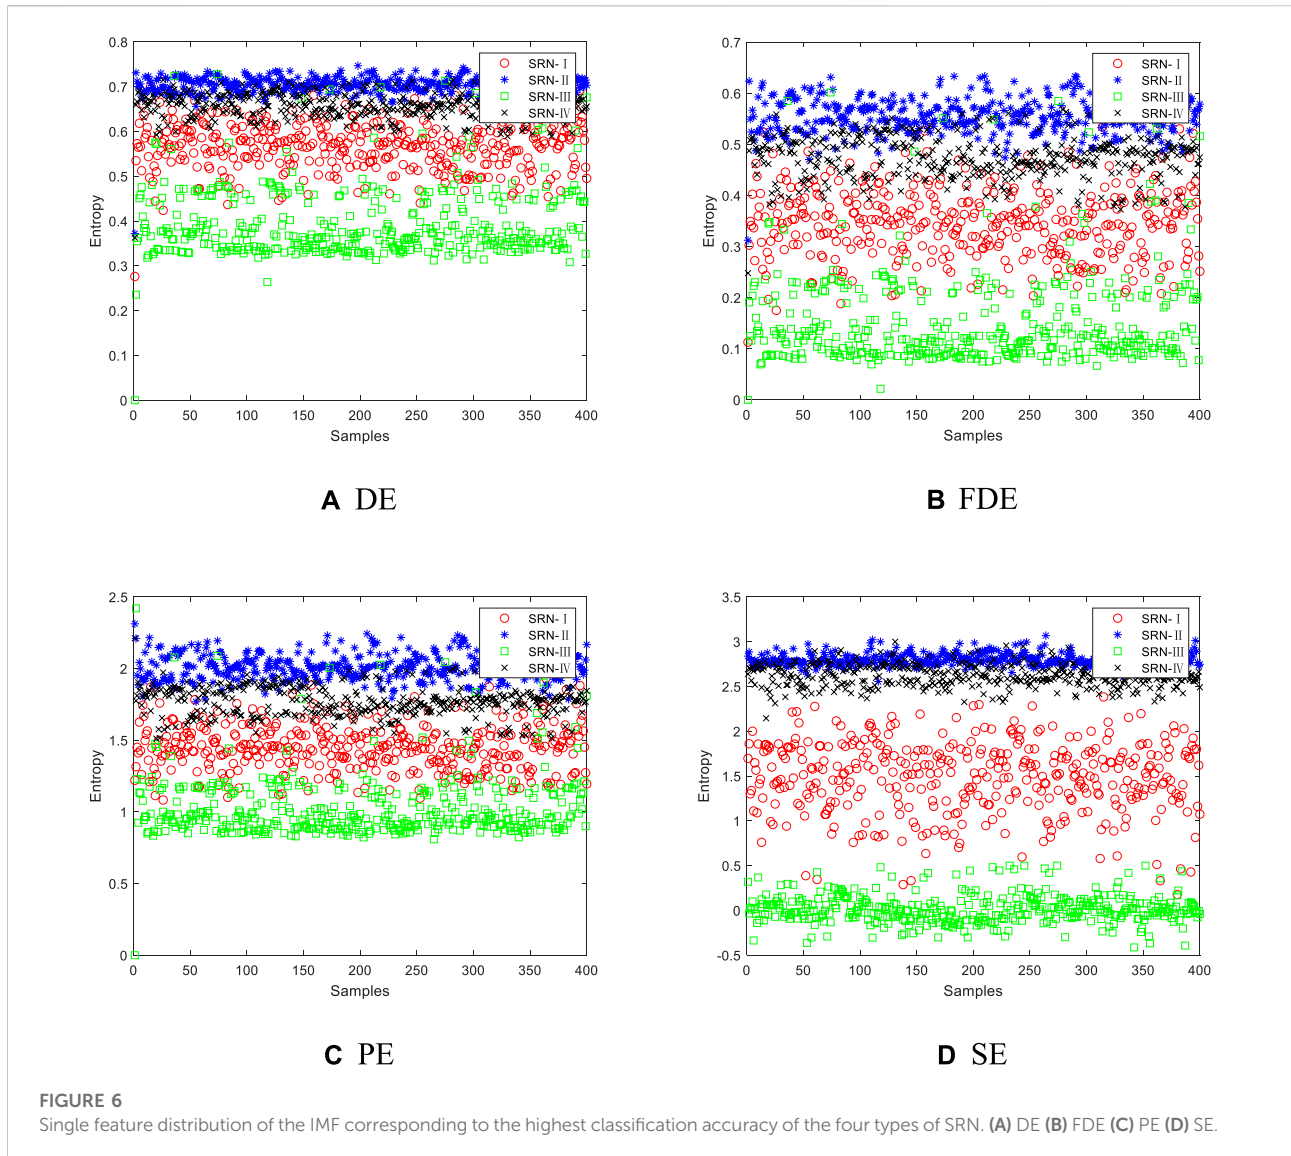 0.8
0.7
0.6
0.5
0.4
0.3
0.2
0.1
0
Entropy
0 50 100 150 200 250 300 350 400
Samples
SRN-Ⅰ
SRN-Ⅱ
SRN-Ⅲ
SRN-Ⅳ
A DE
0.7
0.6
0.5
0.4
0.3
0.2
0.1
0
Entropy
0 50 100 150 200 250 300 350 400
Samples
SRN-Ⅰ
SRN-Ⅱ
SRN-Ⅲ
SRN-Ⅳ
B FDE
2.5
2
1.5
1
0.5
0
Entropy
0 50 100 150 200 250 300 350 400
Samples
SRN-Ⅰ
SRN-Ⅱ
SRN-Ⅲ
SRN-Ⅳ
C PE
3.5
3
2.5
2
1.5
1
0.5
0
-0.5
Entropy
0 50 100 150 200 250 300 350 400
Samples
SRN-Ⅰ
SRN-Ⅱ
SRN-Ⅲ
SRN-Ⅳ
D SE
FIGURE 6
Single feature distribution of the IMF corresponding to the highest classification accuracy of the four types of SRN. (A) DE (B) FDE (C) PE (D) SE.